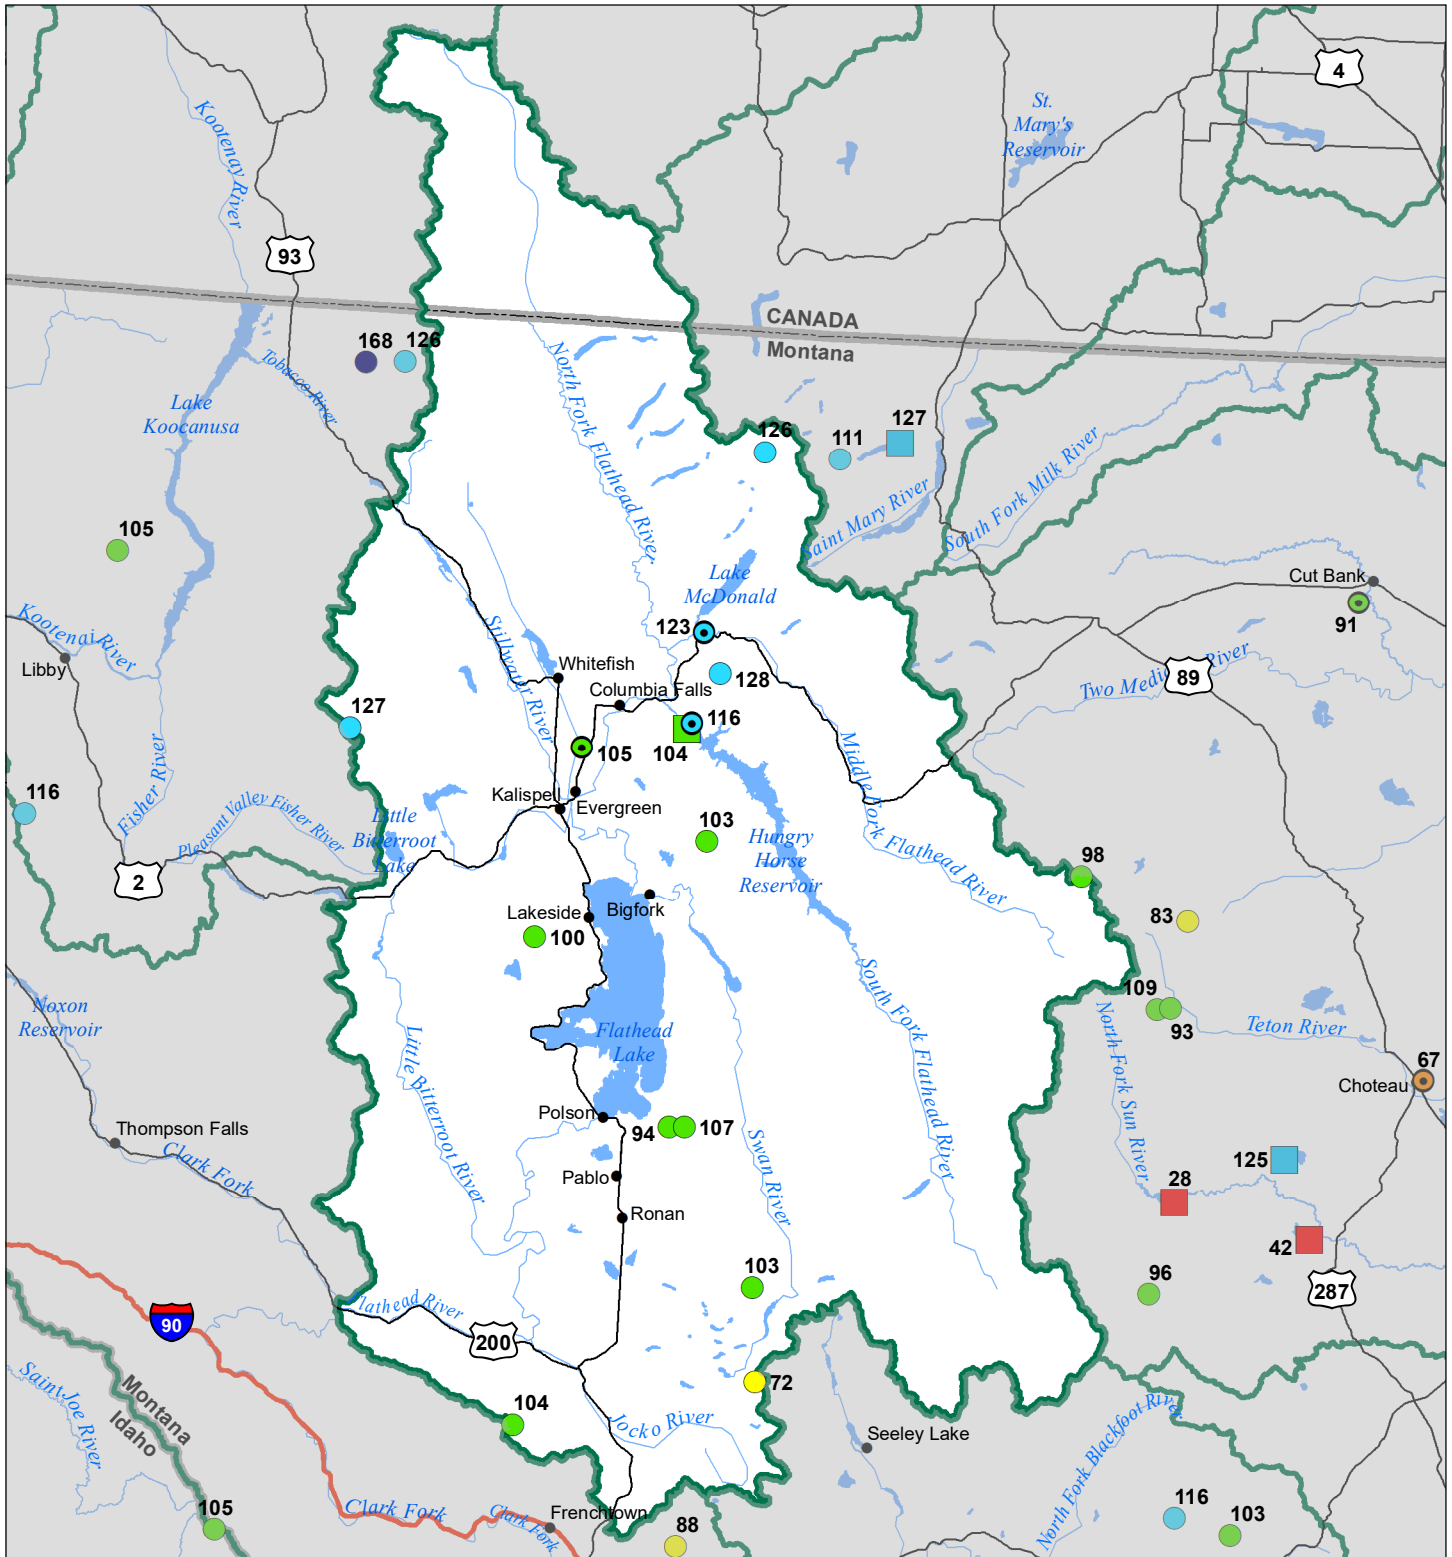 4
St.
Mary's
Reservoir
Kootenay River
93
CANADA
Montana
168
126
Tobacco River
North Fork Flathead River
Lake
Koocanusa
126
111
127
Saint Mary River
South Fork Milk River
105
Lake
McDonald
Cut Bank
91
Kootenai River
Libby
Stillwater River
123
Whitefish
128
Columbia Falls
Two Medicine River
89
127
116
104
105
Middle Fork Flathead River
116
Fisher River
Pleasant Valley Fisher River
Kalispell
Evergreen
Little
Bitterroot
Lake
103
Hungry
Horse
Reservoir
2
98
83
Lakeside
Bigfork
100
109
93
Teton River
Noxon
Reservoir
Flathead
Lake
South Fork Flathead River
North Fork Sun River
67
Choteau
Little Bitterroot River
Polson
94
107
Thompson Falls
Clark Fork
Swan River
125
Pablo
28
Ronan
42
103
96
287
90
Flathead River
200
72
Saint Joe River
Montana
Idaho
104
Jocko River
Seeley Lake
North Fork Blackfoot River
105
Clark Fork
Clark Fork
Frenchtown
88
116
103